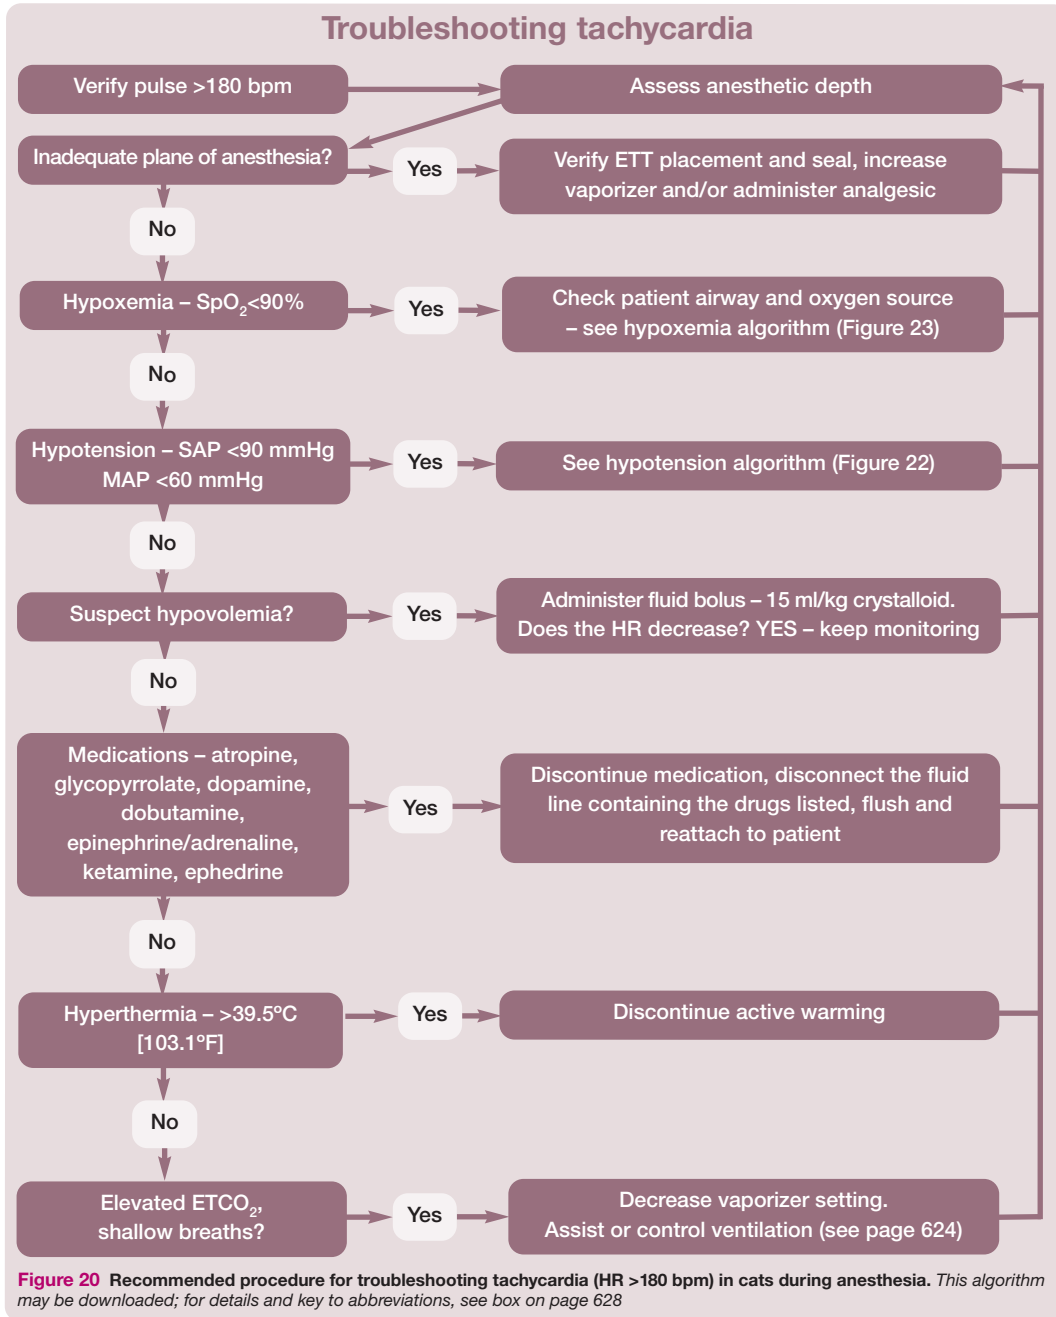 Troubleshooting tachycardia
Verify pulse >180 bpm
Assess anesthetic depth
Inadequate plane of anesthesia?
Yes
Verify ETT placement and seal, increase
vaporizer and/or administer analgesic
No
Hypoxemia – SpO₂<90%
Yes
Check patient airway and oxygen source
– see hypoxemia algorithm (Figure 23)
No
Hypotension – SAP <90 mmHg
MAP <60 mmHg
Yes
See hypotension algorithm (Figure 22)
No
Suspect hypovolemia?
Yes
Administer fluid bolus – 15 ml/kg crystalloid.
Does the HR decrease? YES – keep monitoring
No
Medications – atropine,
glycopyrrolate, dopamine,
dobutamine,
epinephrine/adrenaline,
ketamine, ephedrine
Yes
Discontinue medication, disconnect the fluid
line containing the drugs listed, flush and
reattach to patient
No
Hyperthermia – >39.5ºC
[103.1ºF]
Yes
Discontinue active warming
No
Elevated ETCO₂,
shallow breaths?
Yes
Decrease vaporizer setting.
Assist or control ventilation (see page 624)
Figure 20 Recommended procedure for troubleshooting tachycardia (HR >180 bpm) in cats during anesthesia. This algorithm
may be downloaded; for details and key to abbreviations, see box on page 628